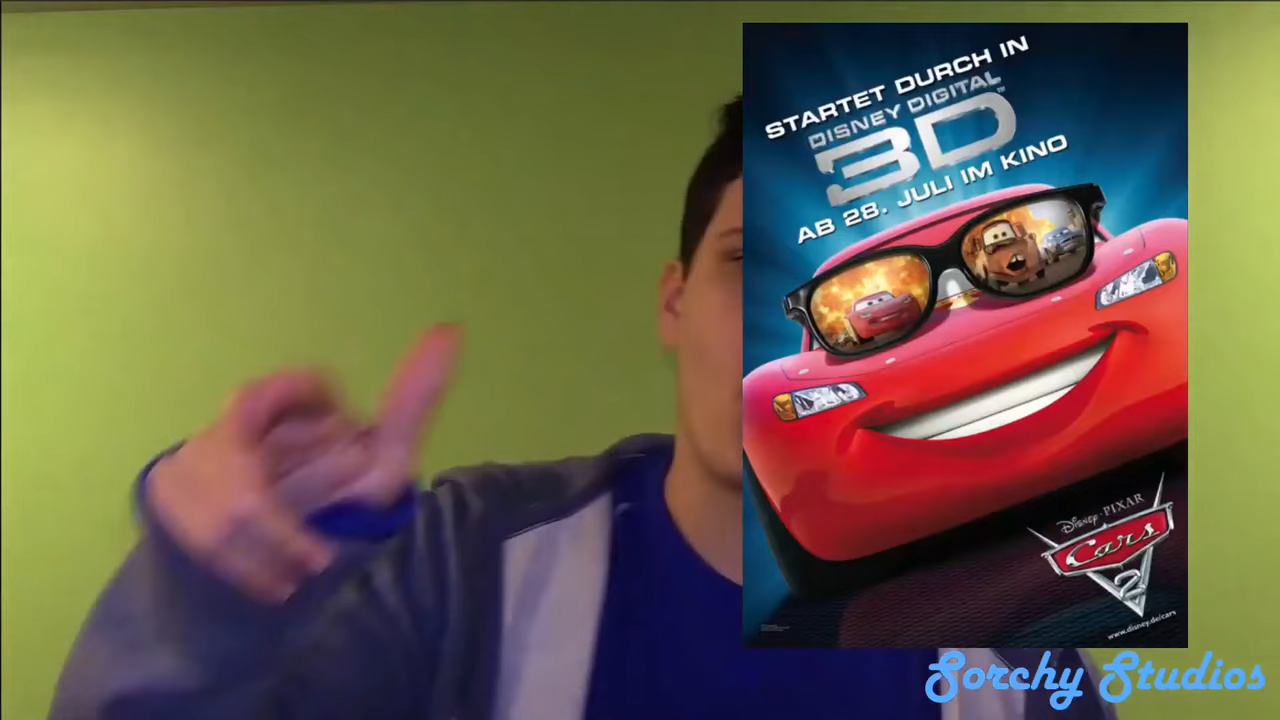 STARTET DURCH IN
DISNEY DIGITAL
3D™
AB 28. JULI IM KINO
DISNEY·PIXAR
Cars
2
www.disney.de/cars
Sorchy Studios